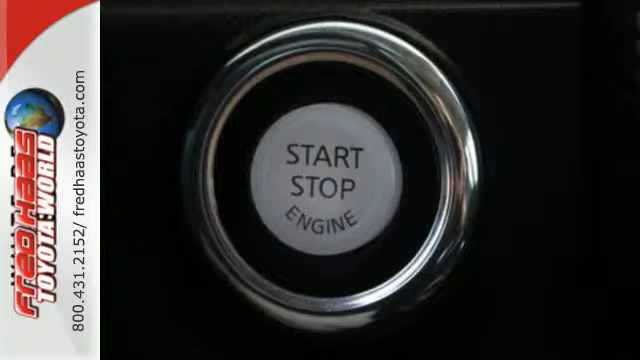 START
STOP
ENGINE
FRED HAAS
TOYOTA WORLD
800.431.2152/ fredhaastoyota.com